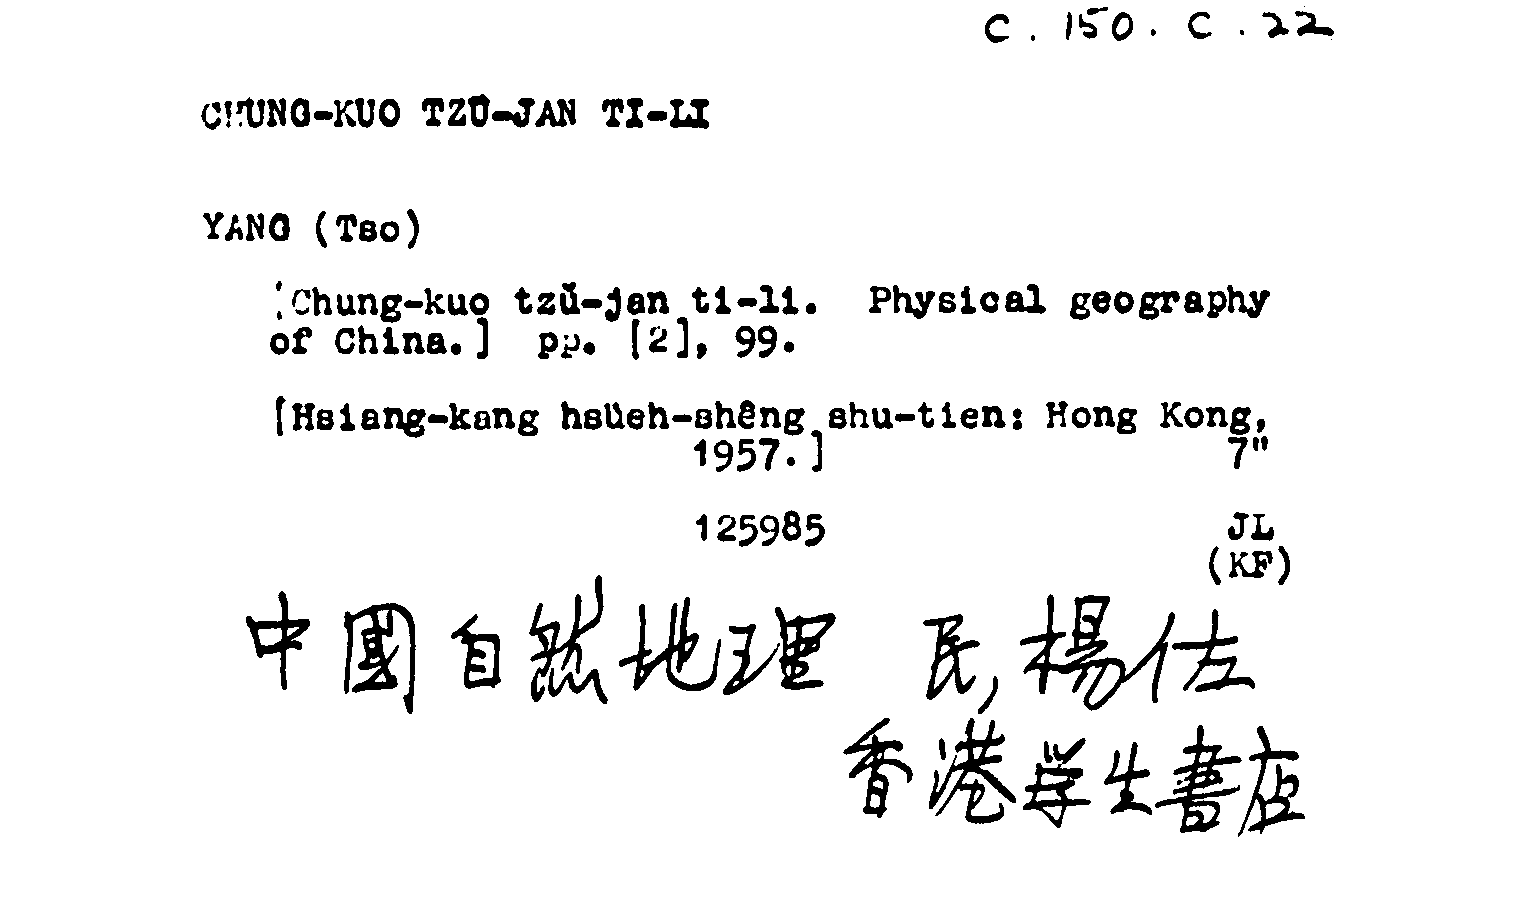 C. 150. C. 22
CHUNG-KUO TZŬ-JAN TI-LI
YANG (Tso)
[Chung-kuo tzŭ-jan ti-li. Physical geography
of China.] pp. [2], 99.
[Hsiang-kang hsüeh-shêng shu-tien: Hong Kong,
1957.] 7"
125985 JL
(KF)
中國自然地理 民, 楊佐
香港学生書店